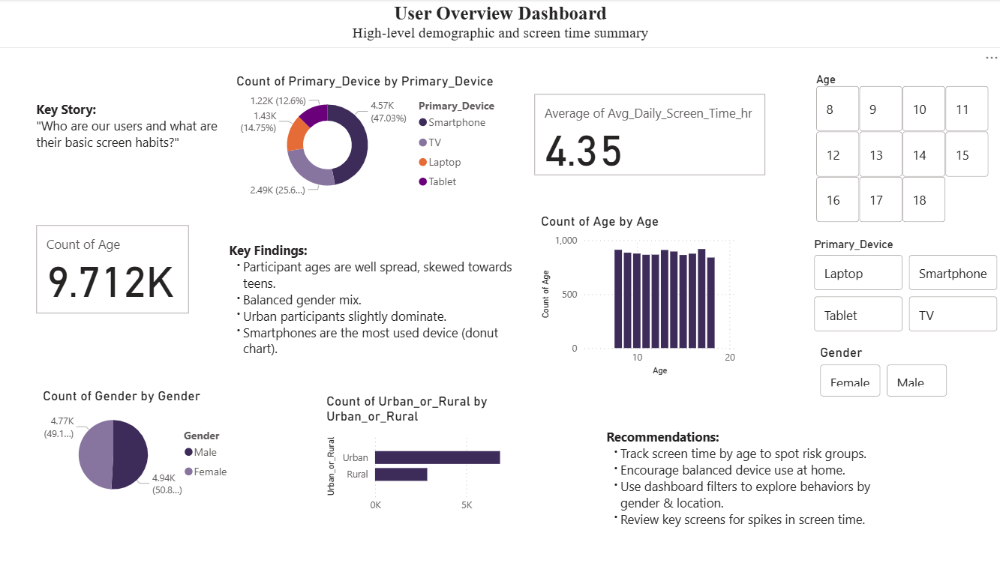 User Overview Dashboard
High-level demographic and screen time summary
Key Story:
"Who are our users and what are
their basic screen habits?"
Count of Primary_Device by Primary_Device
1.22K (12.6%)
1.43K
(14.75%)
4.57K
(47.03%)
2.49K (25.6...)
Primary_Device
Smartphone
TV
Laptop
Tablet
Average of Avg_Daily_Screen_Time_hr
4.35
Age
8
9
10
11
12
13
14
15
16
17
18
Count of Age
9.712K
Key Findings:
• Participant ages are well spread, skewed towards
teens.
• Balanced gender mix.
• Urban participants slightly dominate.
• Smartphones are the most used device (donut
chart).
Count of Age by Age
1,000
500
0
Count of Age
10
20
Age
Primary_Device
Laptop
Smartphone
Tablet
TV
Gender
Female
Male
Count of Gender by Gender
4.77K
(49.1...)
4.94K
(50.8...)
Gender
Male
Female
Count of Urban_or_Rural by
Urban_or_Rural
Urban_or_Rural
Urban
Rural
0K
5K
Recommendations:
• Track screen time by age to spot risk groups.
• Encourage balanced device use at home.
• Use dashboard filters to explore behaviors by
gender & location.
• Review key screens for spikes in screen time.